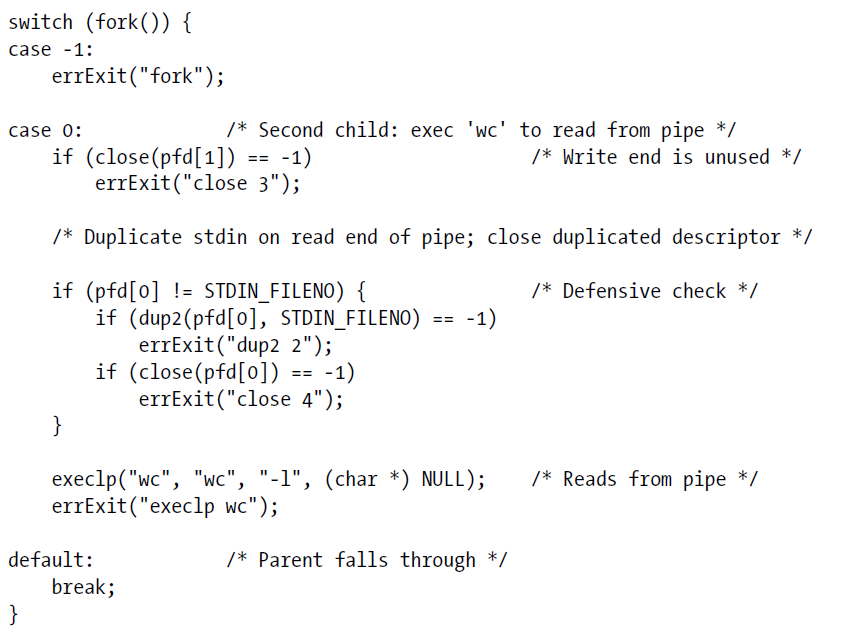 switch (fork()) {
case -1:
    errExit("fork");

case 0:             /* Second child: exec 'wc' to read from pipe */
    if (close(pfd[1]) == -1)                    /* Write end is unused */
        errExit("close 3");

    /* Duplicate stdin on read end of pipe; close duplicated descriptor */

    if (pfd[0] != STDIN_FILENO) {               /* Defensive check */
        if (dup2(pfd[0], STDIN_FILENO) == -1)
            errExit("dup2 2");
        if (close(pfd[0]) == -1)
            errExit("close 4");
    }

    execlp("wc", "wc", "-l", (char *) NULL);    /* Reads from pipe */
    errExit("execlp wc");

default:            /* Parent falls through */
    break;
}